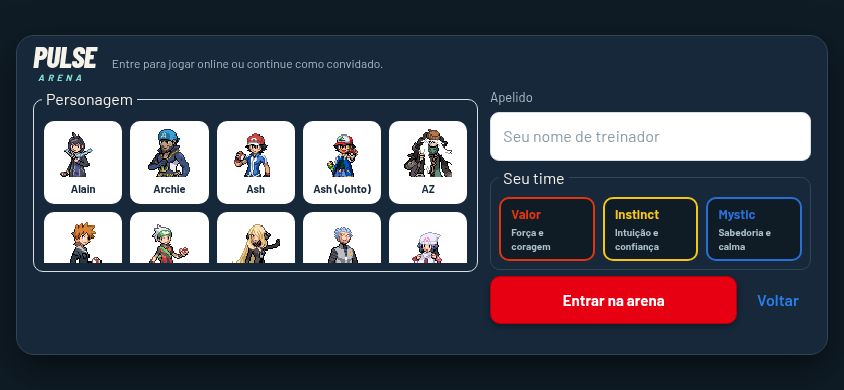 PULSE
ARENA
Entre para jogar online ou continue como convidado.
Personagem
Alain
Archie
Ash
Ash (Johto)
AZ
Apelido
Seu nome de treinador
Seu time
Valor
Força e
coragem
Instinct
Intuição e
confiança
Mystic
Sabedoria e
calma
Entrar na arena
Voltar